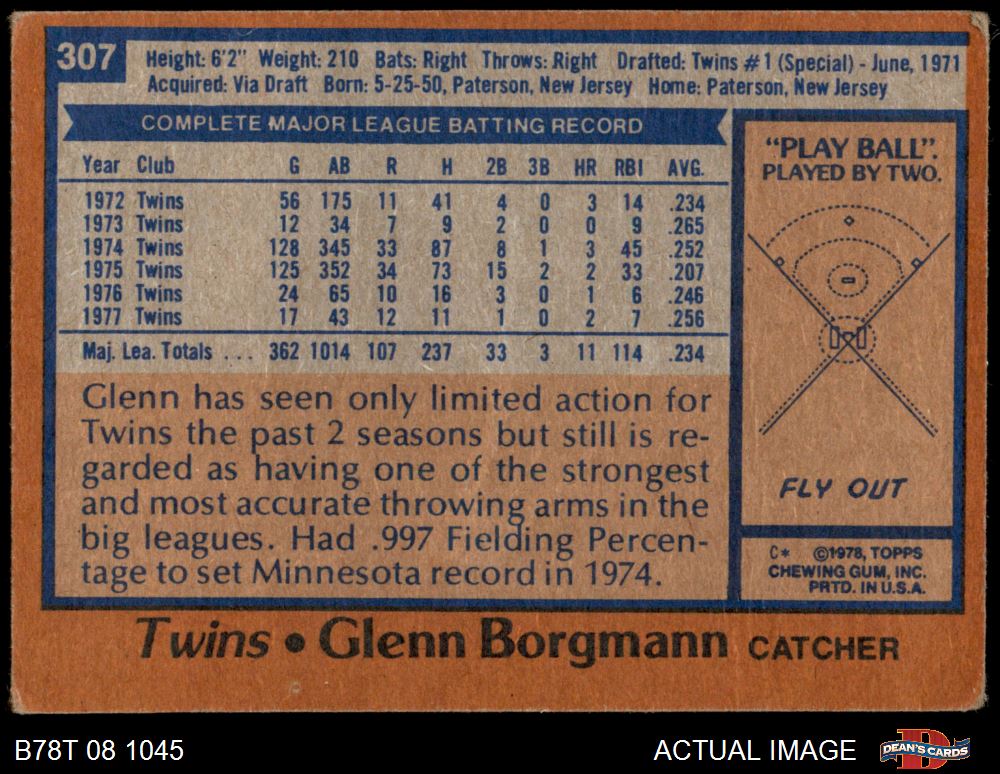 307
Height: 6'2" Weight: 210 Bats: Right Throws: Right Drafted: Twins #1 (Special) - June, 1971
Acquired: Via Draft Born: 5-25-50, Paterson, New Jersey Home: Paterson, New Jersey
COMPLETE MAJOR LEAGUE BATTING RECORD
Year Club G AB R H 2B 3B HR RBI AVG.
1972 Twins 56 175 11 41 4 0 3 14 .234
1973 Twins 12 34 7 9 2 0 0 9 .265
1974 Twins 128 345 33 87 8 1 3 45 .252
1975 Twins 125 352 34 73 15 2 2 33 .207
1976 Twins 24 65 10 16 3 0 1 6 .246
1977 Twins 17 43 12 11 1 0 2 7 .256
Maj. Lea. Totals ... 362 1014 107 237 33 3 11 114 .234
Glenn has seen only limited action for
Twins the past 2 seasons but still is re-
garded as having one of the strongest
and most accurate throwing arms in the
big leagues. Had .997 Fielding Percen-
tage to set Minnesota record in 1974.
"PLAY BALL".
PLAYED BY TWO.
FLY OUT
C* ©1978, TOPPS
CHEWING GUM, INC.
PRTD. IN U.S.A.
Twins • Glenn Borgmann CATCHER
B78T 08 1045
ACTUAL IMAGE
DEAN'S CARDS